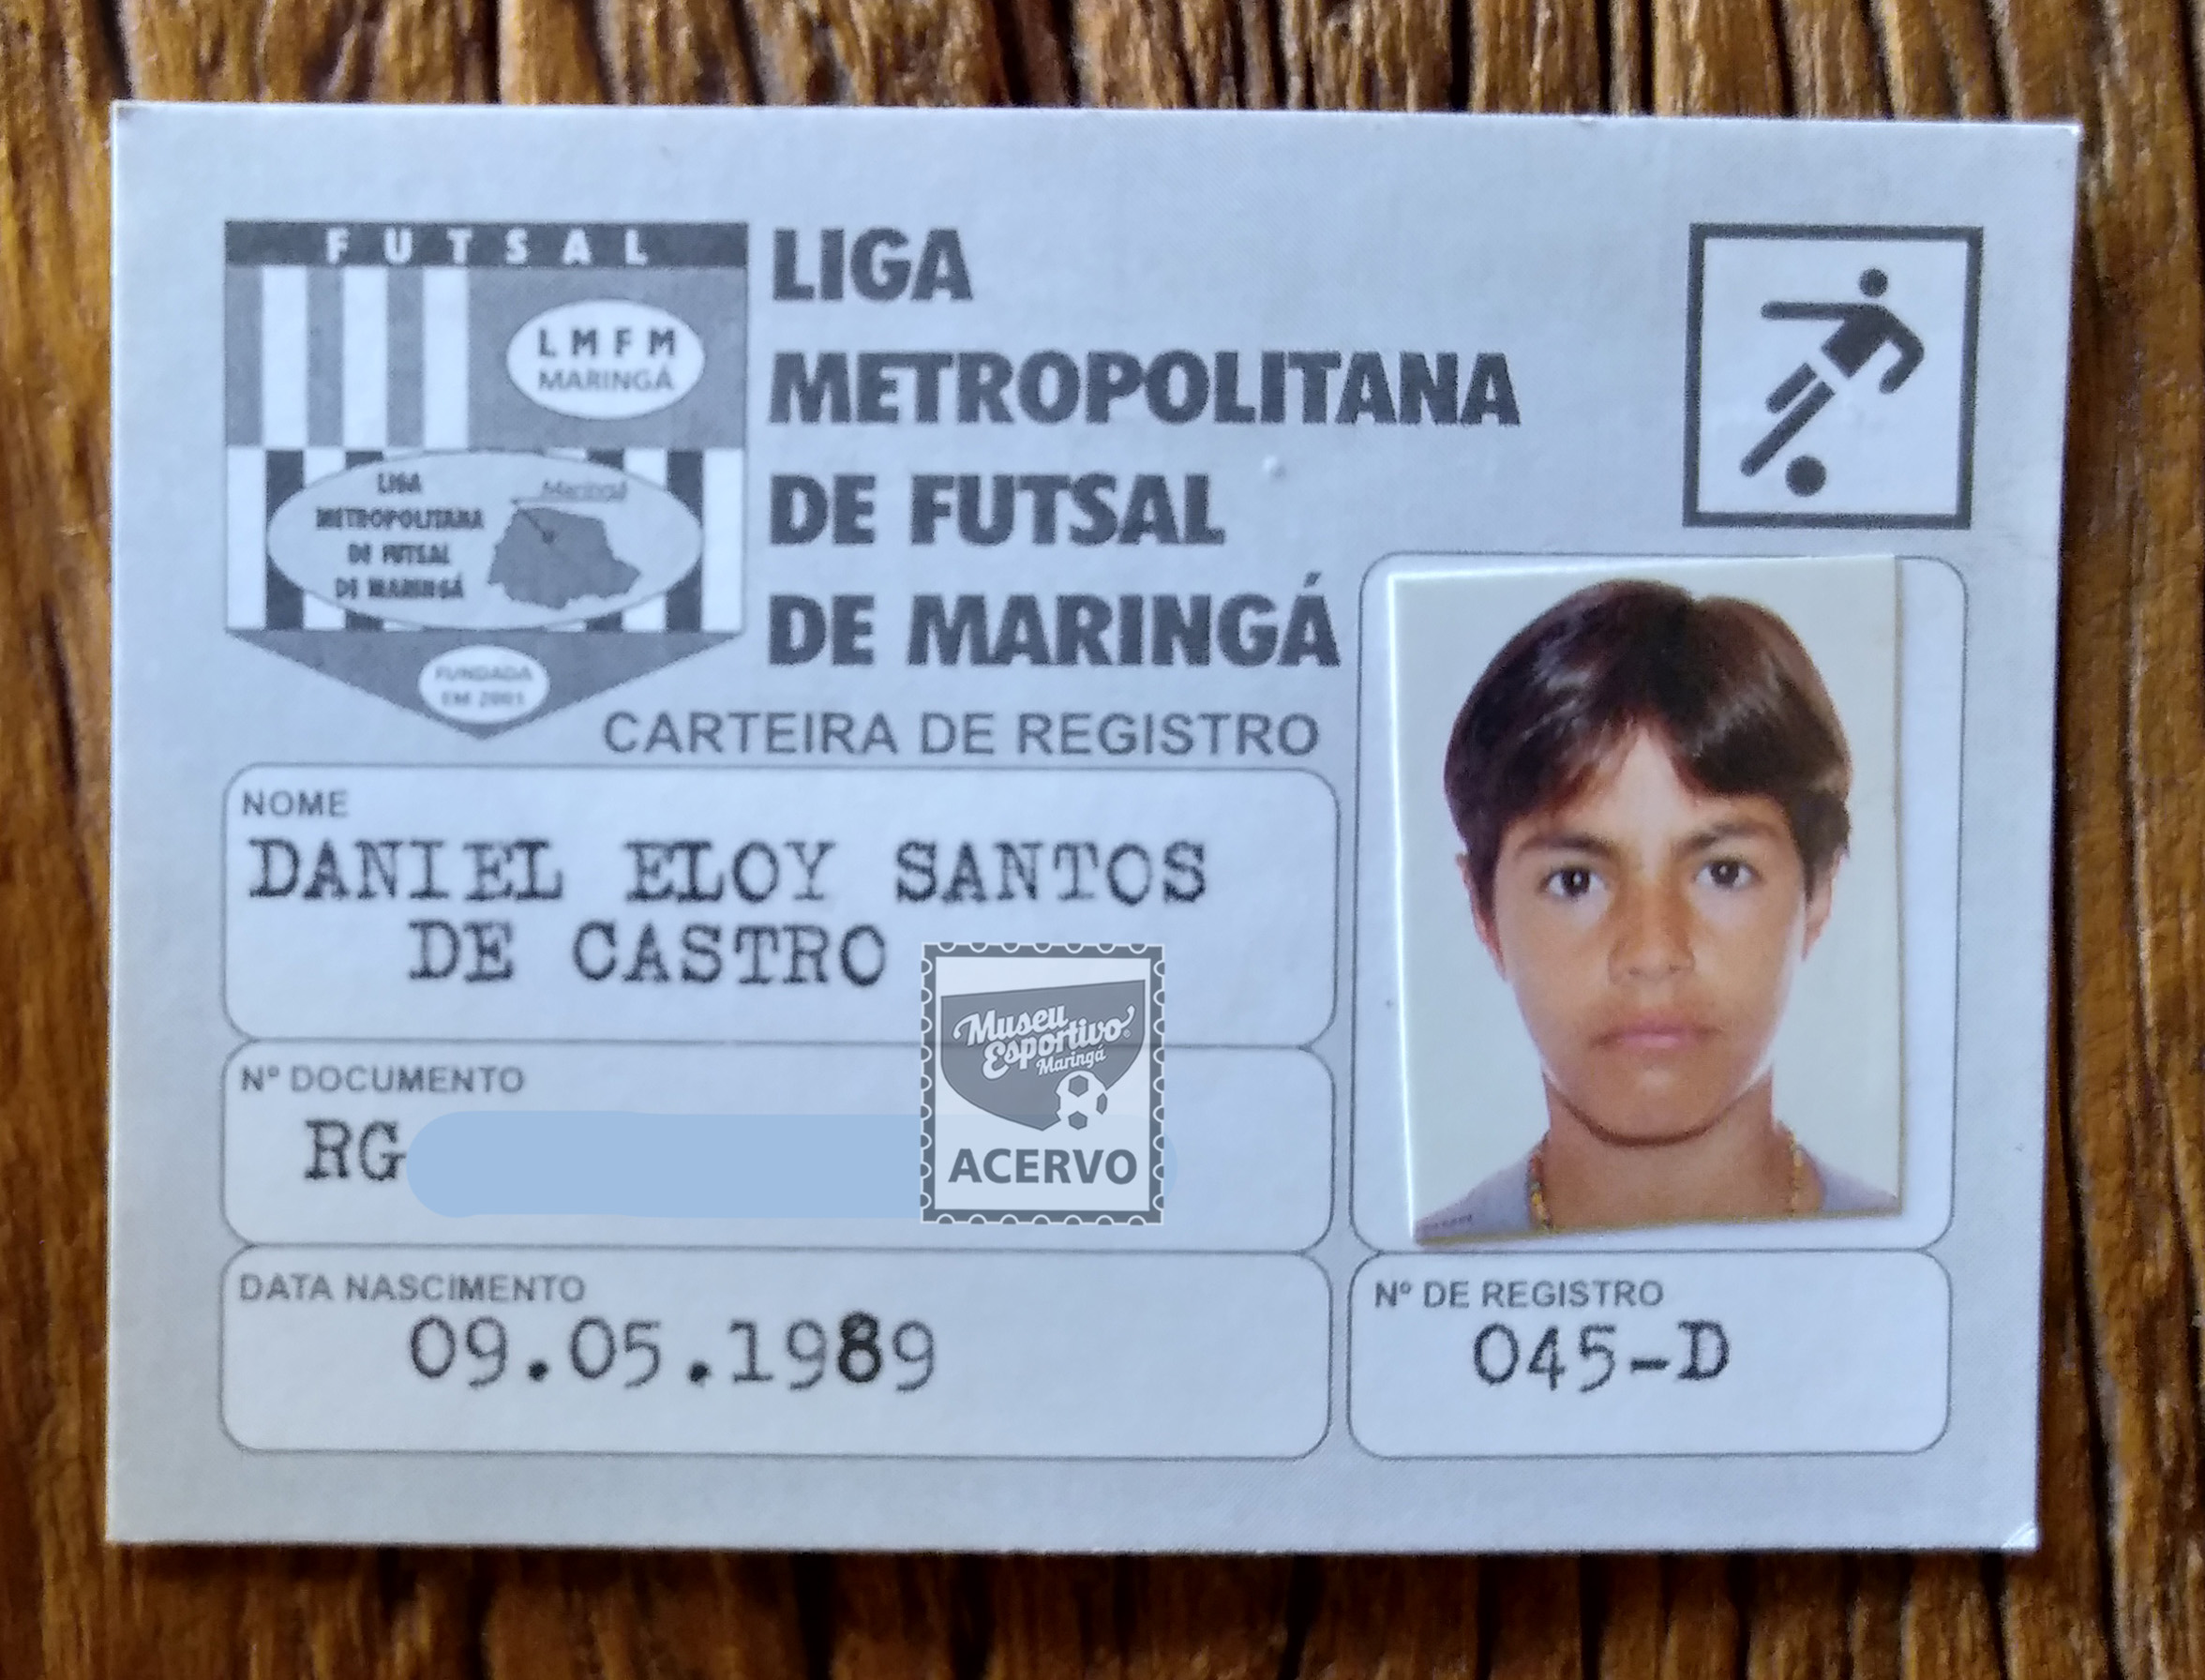 FUTSAL
LMFM
MARINGÁ
LIGA
METROPOLITANA
DE FUTSAL
DE MARINGÁ
Maringá
FUNDADA
EM 2001
LIGA
METROPOLITANA
DE FUTSAL
DE MARINGÁ
CARTEIRA DE REGISTRO
NOME
DANIEL ELOY SANTOS
DE CASTRO
Nº DOCUMENTO
RG
Museu
Esportivo
Maringá
ACERVO
DATA NASCIMENTO
09.05.1989
Nº DE REGISTRO
045-D